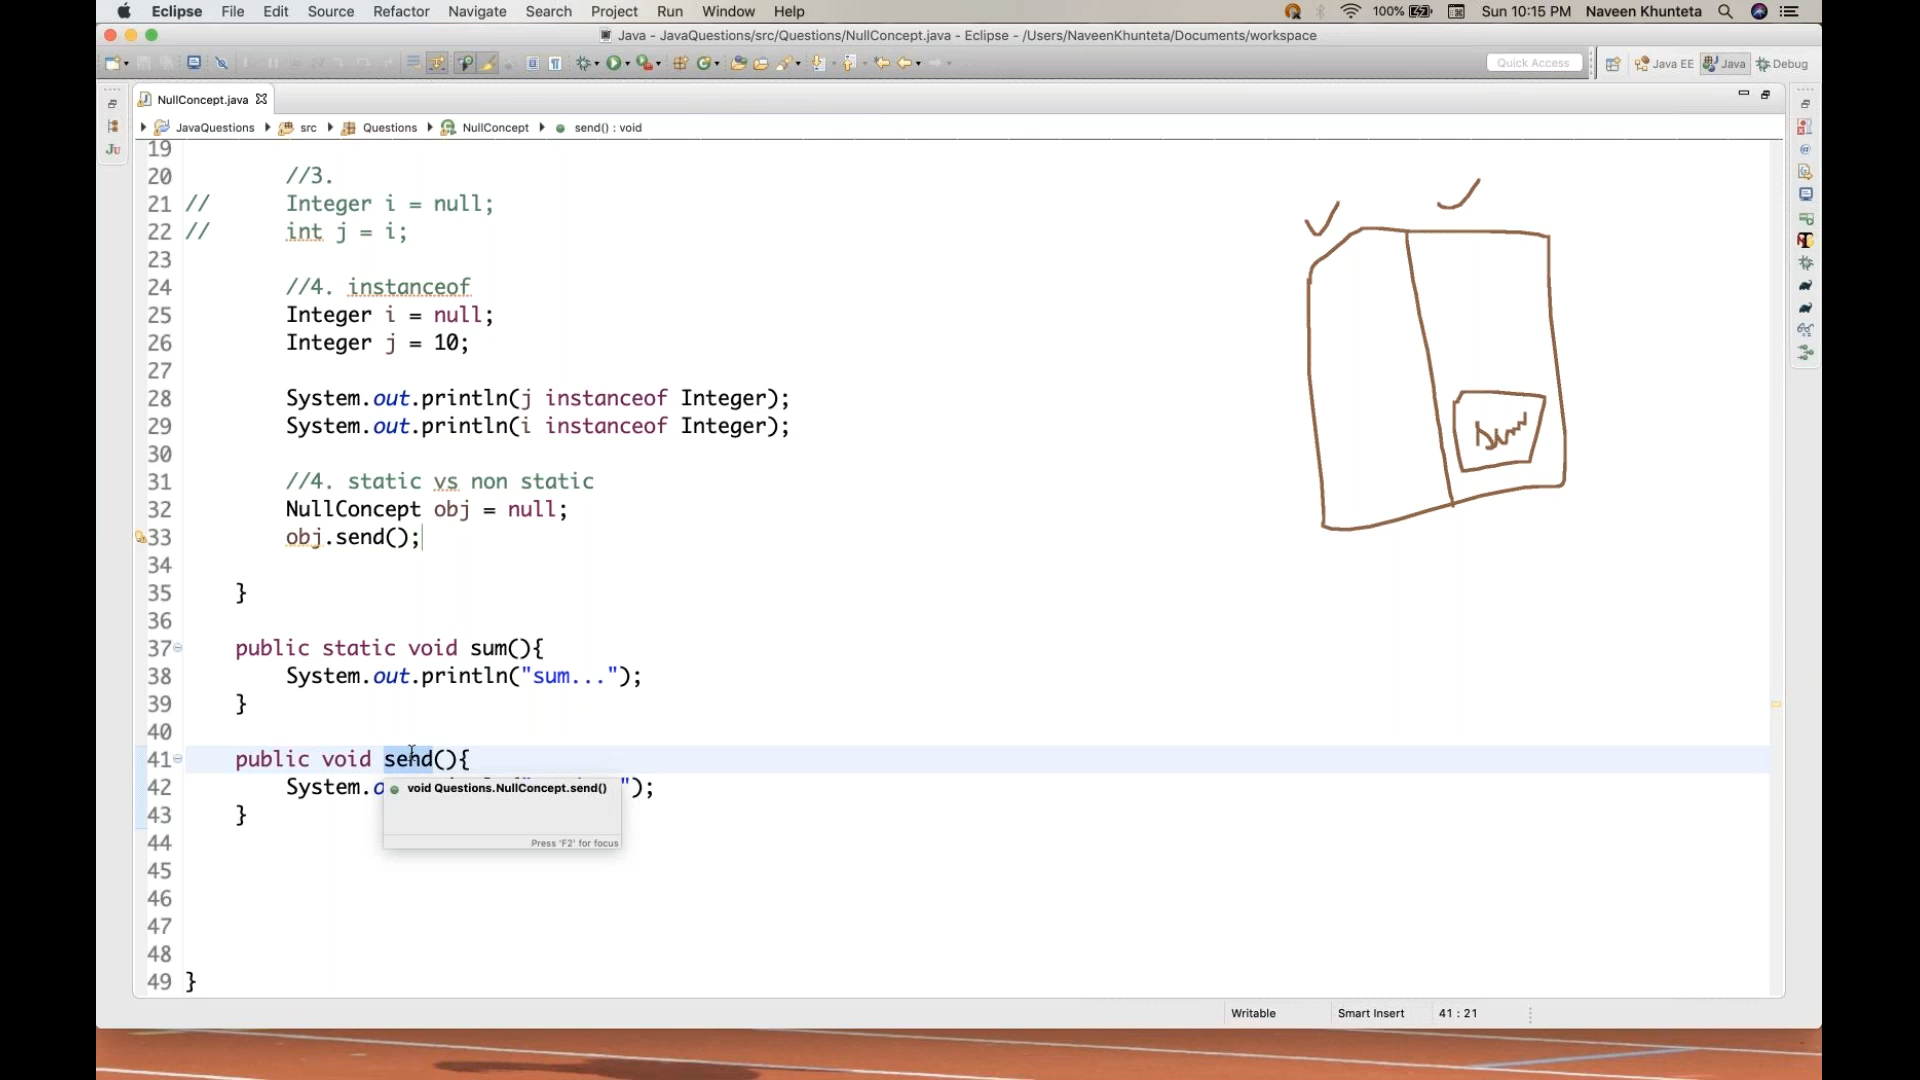 Eclipse File Edit Source Refactor Navigate Search Project Run Window Help 100% Sun 10:15 PM Naveen Khunteta
Java - JavaQuestions/src/Questions/NullConcept.java - Eclipse - /Users/NaveenKhunteta/Documents/workspace
Quick Access Java EE Java Debug
NullConcept.java
JavaQuestions src Questions NullConcept send() : void
Ju
19
20 //3.
21 // Integer i = null;
22 // int j = i;
23
24 //4. instanceof
25 Integer i = null;
26 Integer j = 10;
27
28 System.out.println(j instanceof Integer);
29 System.out.println(i instanceof Integer);
30
31 //4. static vs non static
32 NullConcept obj = null;
33 obj.send();
34
35 }
36
37 public static void sum(){
38 System.out.println("sum...");
39 }
40
41 public void send(){
42 System.o ");
void Questions.NullConcept.send()
43 }
Press 'F2' for focus
44
45
46
47
48
49 }
Writable Smart Insert 41 : 21